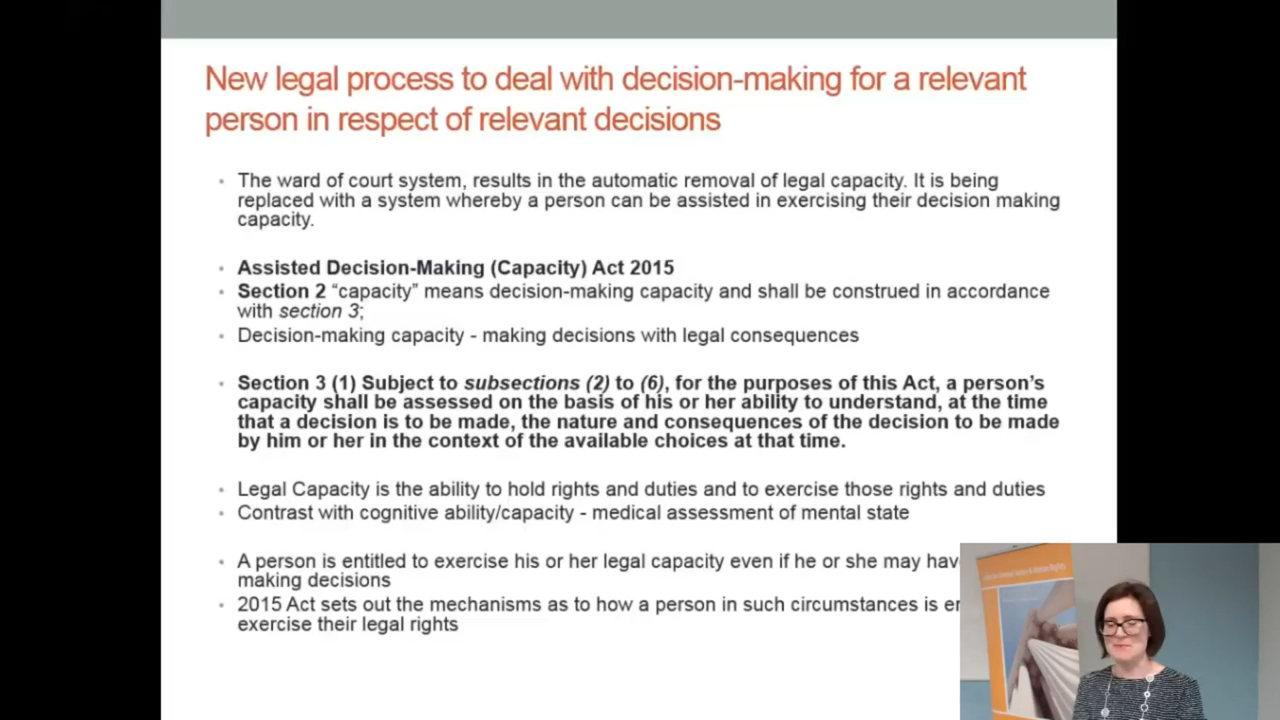 New legal process to deal with decision-making for a relevant
person in respect of relevant decisions
• The ward of court system, results in the automatic removal of legal capacity. It is being
replaced with a system whereby a person can be assisted in exercising their decision making
capacity.
• Assisted Decision-Making (Capacity) Act 2015
• Section 2 “capacity” means decision-making capacity and shall be construed in accordance
with section 3;
• Decision-making capacity - making decisions with legal consequences
• Section 3 (1) Subject to subsections (2) to (6), for the purposes of this Act, a person’s
capacity shall be assessed on the basis of his or her ability to understand, at the time
that a decision is to be made, the nature and consequences of the decision to be made
by him or her in the context of the available choices at that time.
• Legal Capacity is the ability to hold rights and duties and to exercise those rights and duties
• Contrast with cognitive ability/capacity - medical assessment of mental state
• A person is entitled to exercise his or her legal capacity even if he or she may hav
making decisions
• 2015 Act sets out the mechanisms as to how a person in such circumstances is
exercise their legal rights